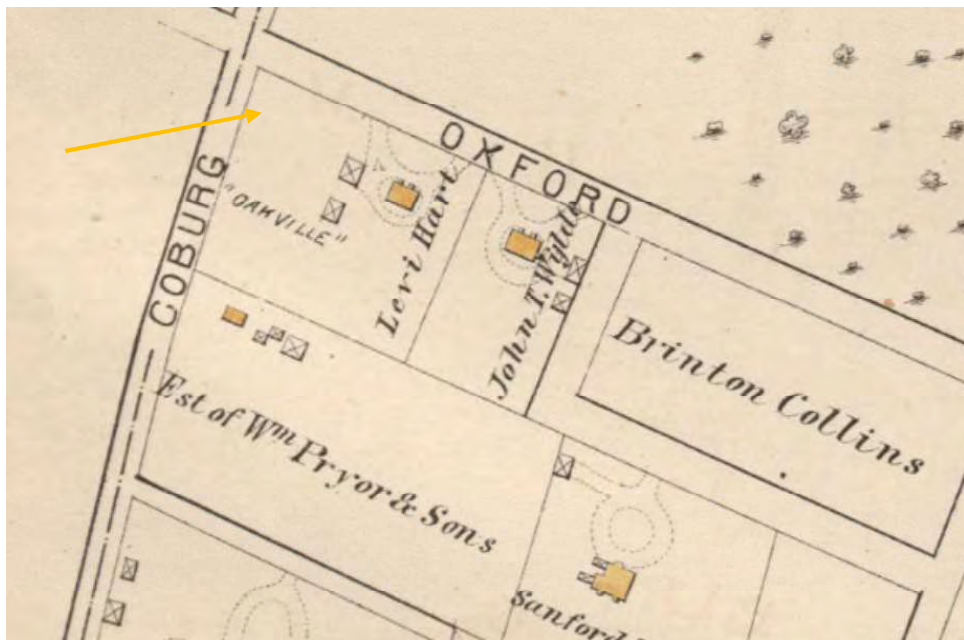 OXFORD
COBURG
"OAKVILLE"
Levi Hart
John T. Wylde
Brinton Collins
Est of Wm Pryor & Sons
Sanford